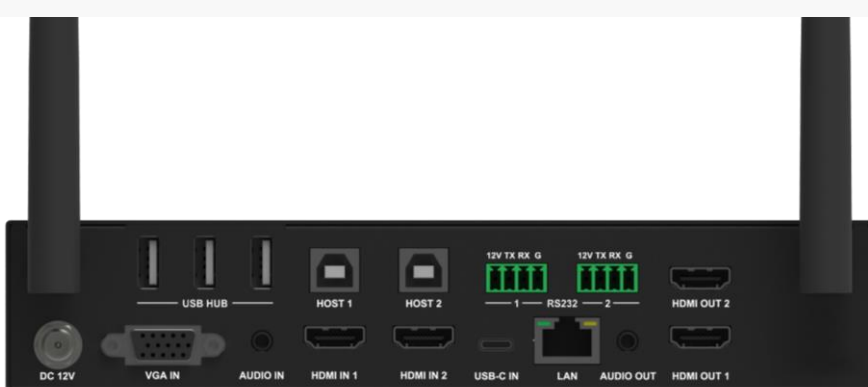 12V TX RX G 12V TX RX G
USB HUB HOST 1 HOST 2 1 RS232 2 HDMI OUT 2
DC 12V VGA IN AUDIO IN HDMI IN 1 HDMI IN 2 USB-C IN LAN AUDIO OUT HDMI OUT 1